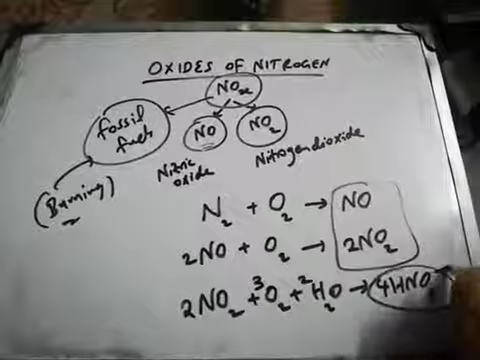 OXIDES OF NITROGEN
NOx
fossil fuels
NO
NO₂
Nitric oxide
Nitrogendioxide
(Burning)
N₂ + O₂ → NO
2NO + O₂ → 2NO₂
2NO₂ + ³O₂ + ²H₂O → 4HNO